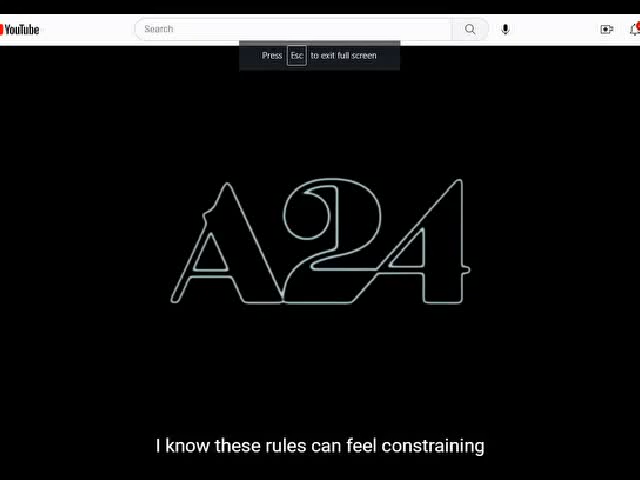 YouTube
Search
Press Esc to exit full screen
A24
I know these rules can feel constraining